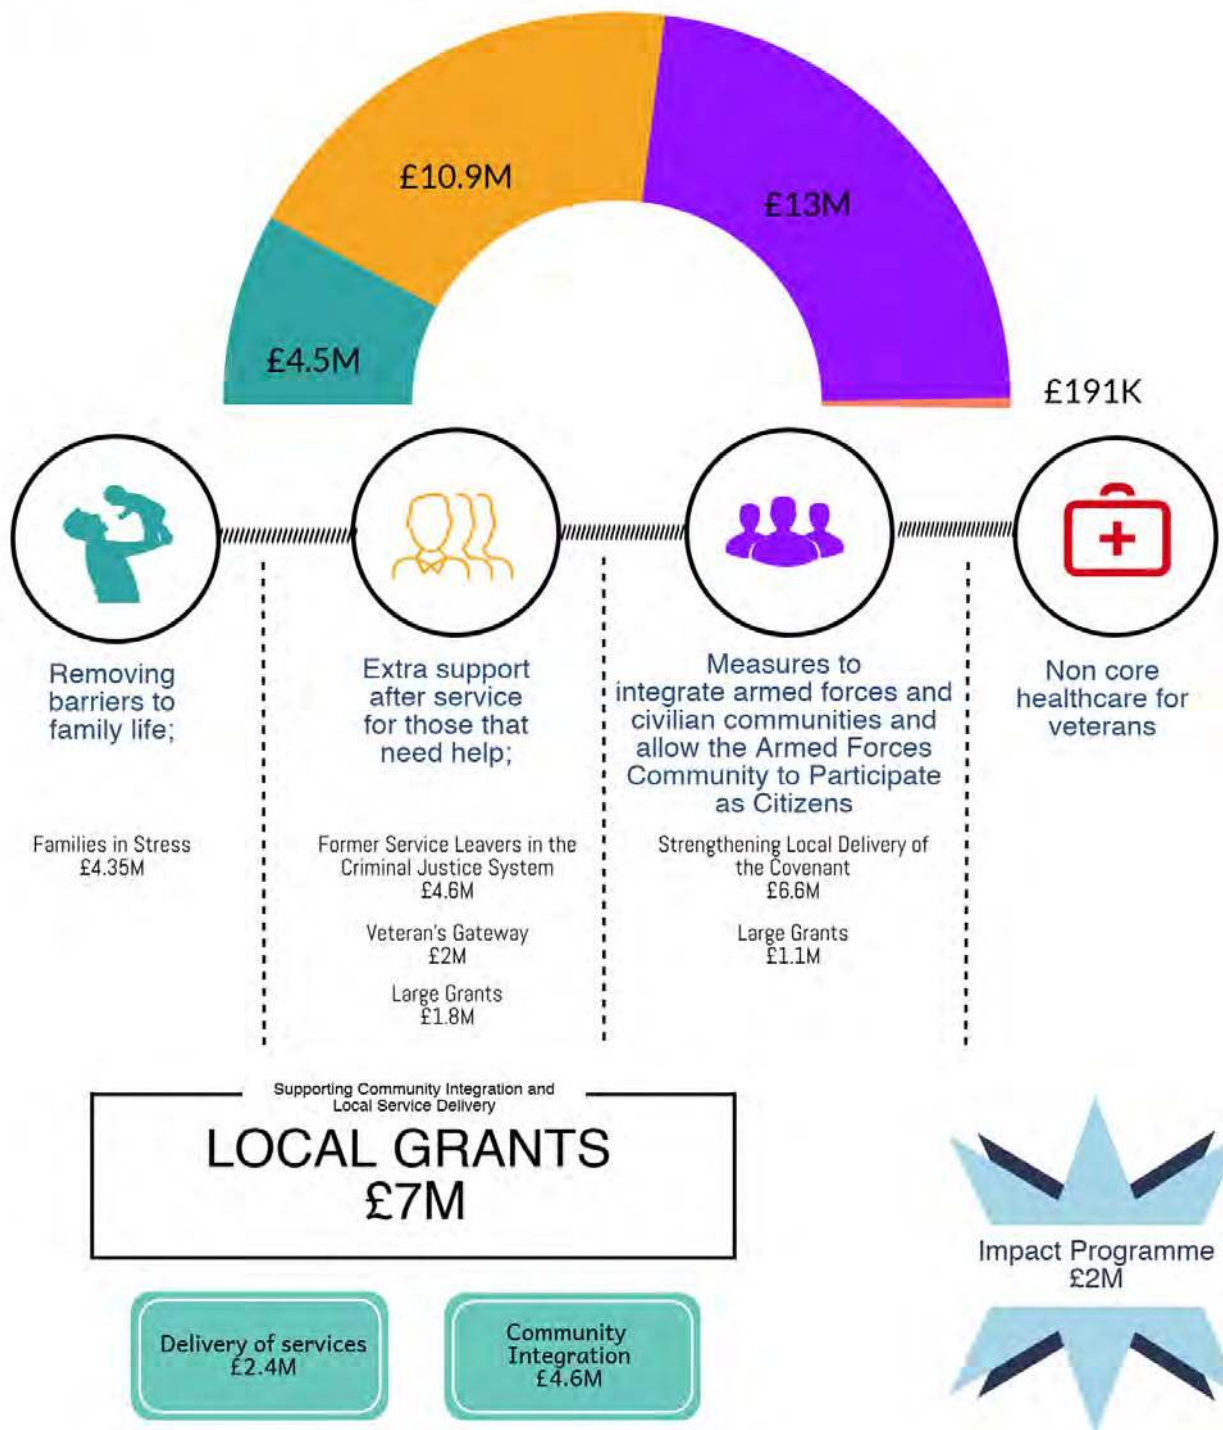 £10.9M
£13M
£4.5M
£191K
Removing
barriers to
family life;
Extra support
after service
for those that
need help;
Measures to
integrate armed forces and
civilian communities and
allow the Armed Forces
Community to Participate
as Citizens
Non core
healthcare for
veterans
Families in Stress
£4.35M
Former Service Leavers in the
Criminal Justice System
£4.6M
Veteran's Gateway
£2M
Large Grants
£1.8M
Strengthening Local Delivery of
the Covenant
£6.6M
Large Grants
£1.1M
Supporting Community Integration and
Local Service Delivery
LOCAL GRANTS
£7M
Delivery of services
£2.4M
Community
Integration
£4.6M
Impact Programme
£2M